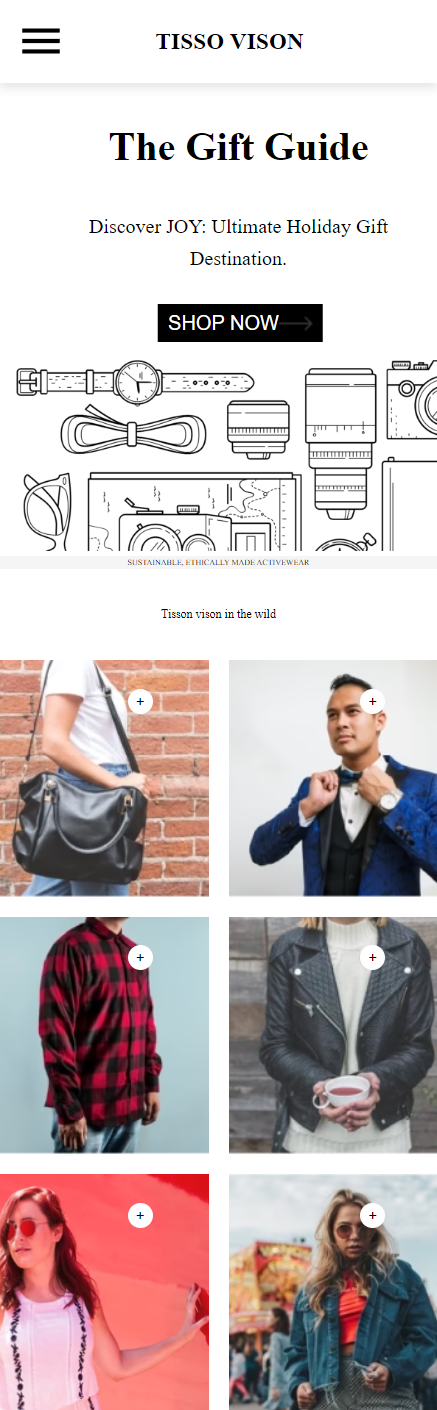 TISSO VISON
The Gift Guide
Discover JOY: Ultimate Holiday Gift
Destination.
SHOP NOW
SUSTAINABLE, ETHICALLY MADE ACTIVEWEAR
Tisson vison in the wild
+ +
+ +
+ +